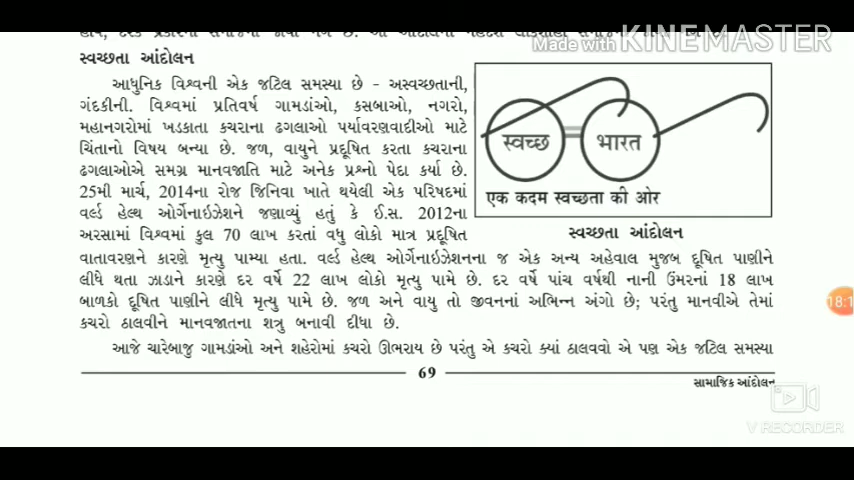 Made with KINEMASTER
સ્વચ્છતા આંદોલન
આધુનિક વિશ્વની એક જટિલ સમસ્યા છે - અસ્વચ્છતાની,
ગંદકીની. વિશ્વમાં પ્રતિવર્ષ ગામડાંઓ, કસબાઓ, નગરો,
મહાનગરોમાં ખડકાતા કચરાના ઢગલાઓ પર્યાવરણવાદીઓ માટે
ચિંતાનો વિષય બન્યા છે. જળ, વાયુને પ્રદૂષિત કરતા કચરાના
ઢગલાઓએ સમગ્ર માનવજાતિ માટે અનેક પ્રશ્નો પેદા કર્યા છે.
25મી માર્ચ, 2014ના રોજ જિનિવા ખાતે થયેલી એક પરિષદમાં
વર્લ્ડ હેલ્થ ઓર્ગેનાઇઝેશને જણાવ્યું હતું કે ઈ.સ. 2012ના
અરસામાં વિશ્વમાં કુલ 70 લાખ કરતાં વધુ લોકો માત્ર પ્રદૂષિત
स्वच्छ भारत
एक कदम स्वच्छता की ओर
સ્વચ્છતા આંદોલન
વાતાવરણને કારણે મૃત્યુ પામ્યા હતા. વર્લ્ડ હેલ્થ ઓર્ગેનાઇઝેશનના જ એક અન્ય અહેવાલ મુજબ દૂષિત પાણીને
લીધે થતા ઝાડાને કારણે દર વર્ષે 22 લાખ લોકો મૃત્યુ પામે છે. દર વર્ષે પાંચ વર્ષથી નાની ઉંમરનાં 18 લાખ
બાળકો દૂષિત પાણીને લીધે મૃત્યુ પામે છે. જળ અને વાયુ તો જીવનનાં અભિન્ન અંગો છે; પરંતુ માનવીએ તેમાં
કચરો ઠાલવીને માનવજાતના શત્રુ બનાવી દીધા છે.
આજે ચારેબાજુ ગામડાંઓ અને શહેરોમાં કચરો ઊભરાય છે પરંતુ એ કચરો ક્યાં ઠાલવવો એ પણ એક જટિલ સમસ્યા
69
સામાજિક આંદોલન
18:1
V RECORDER